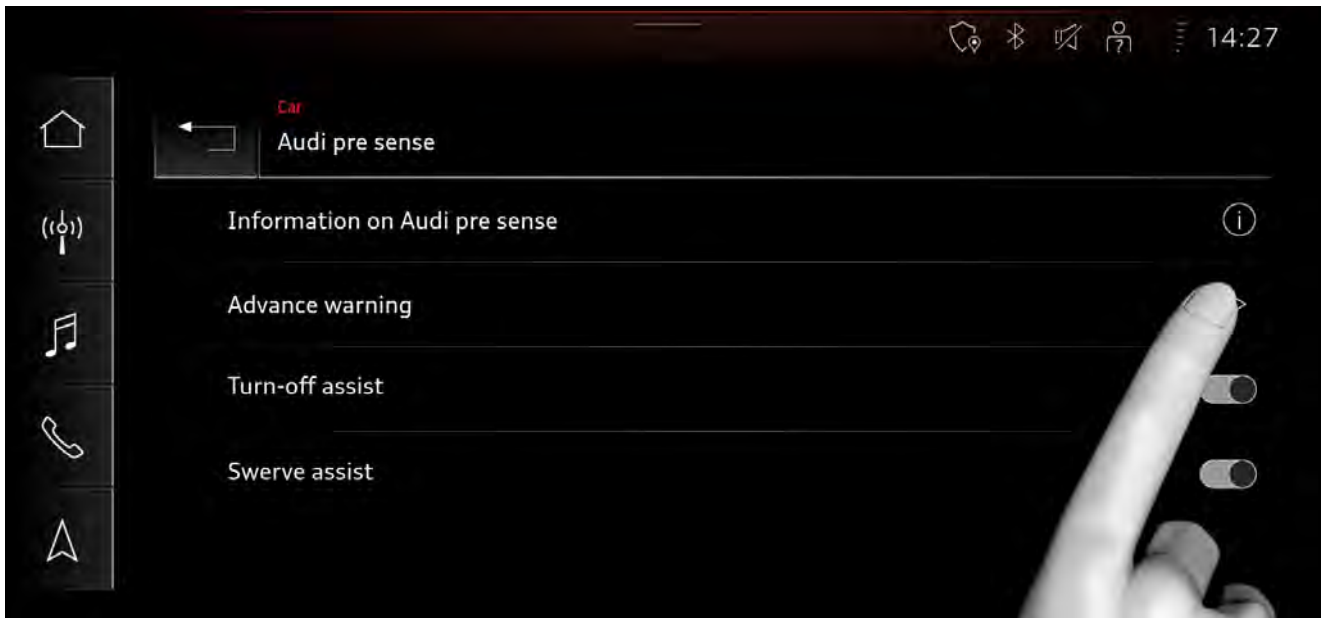 14:27
Car
Audi pre sense
Information on Audi pre sense
Advance warning
Turn-off assist
Swerve assist